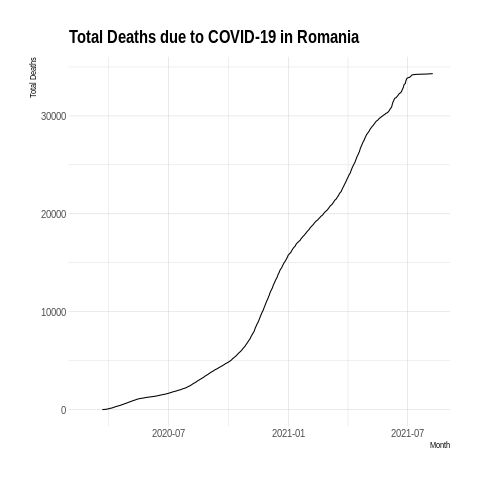 Total Deaths due to COVID-19 in Romania
Total Deaths
30000
20000
10000
0
2020-07 2021-01 2021-07
Month